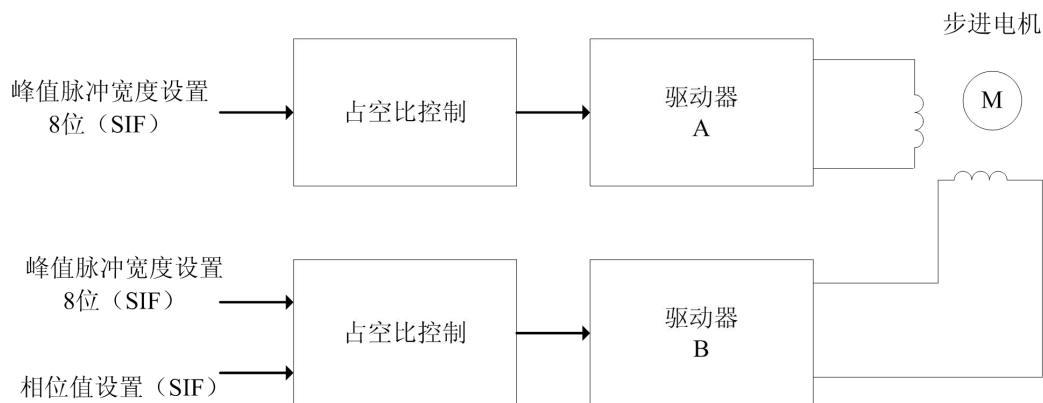 步进电机
峰值脉冲宽度设置
8位（SIF）
占空比控制
驱动器
A
M
峰值脉冲宽度设置
8位（SIF）
相位值设置（SIF）
占空比控制
驱动器
B